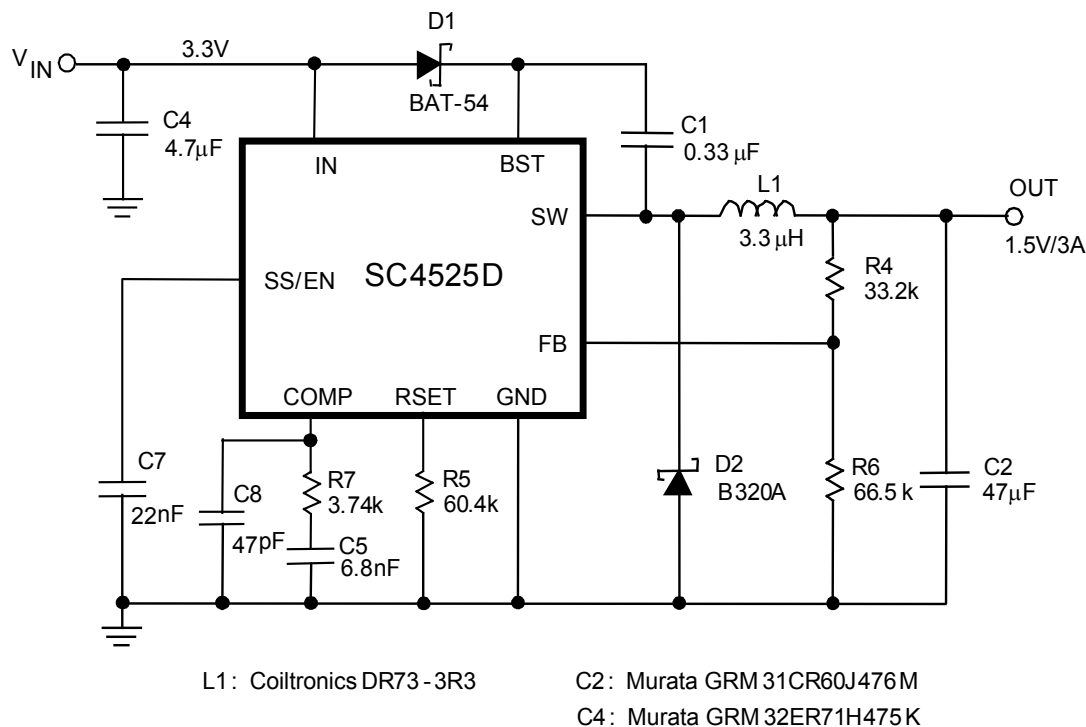 D1
V IN
3.3V
BAT-54
C4
4.7µF
C1
0.33 µF
IN
BST
L1
OUT
SW
3.3 µH
1.5V/3A
SS/EN
SC4525D
R4
33.2k
FB
COMP
RSET
GND
C7
22nF
C8
47pF
R7
3.74k
C5
6.8nF
R5
60.4k
D2
B320A
R6
66.5k
C2
47µF
L1: Coiltronics DR73-3R3
C2: Murata GRM31CR60J476M
C4: Murata GRM32ER71H475K